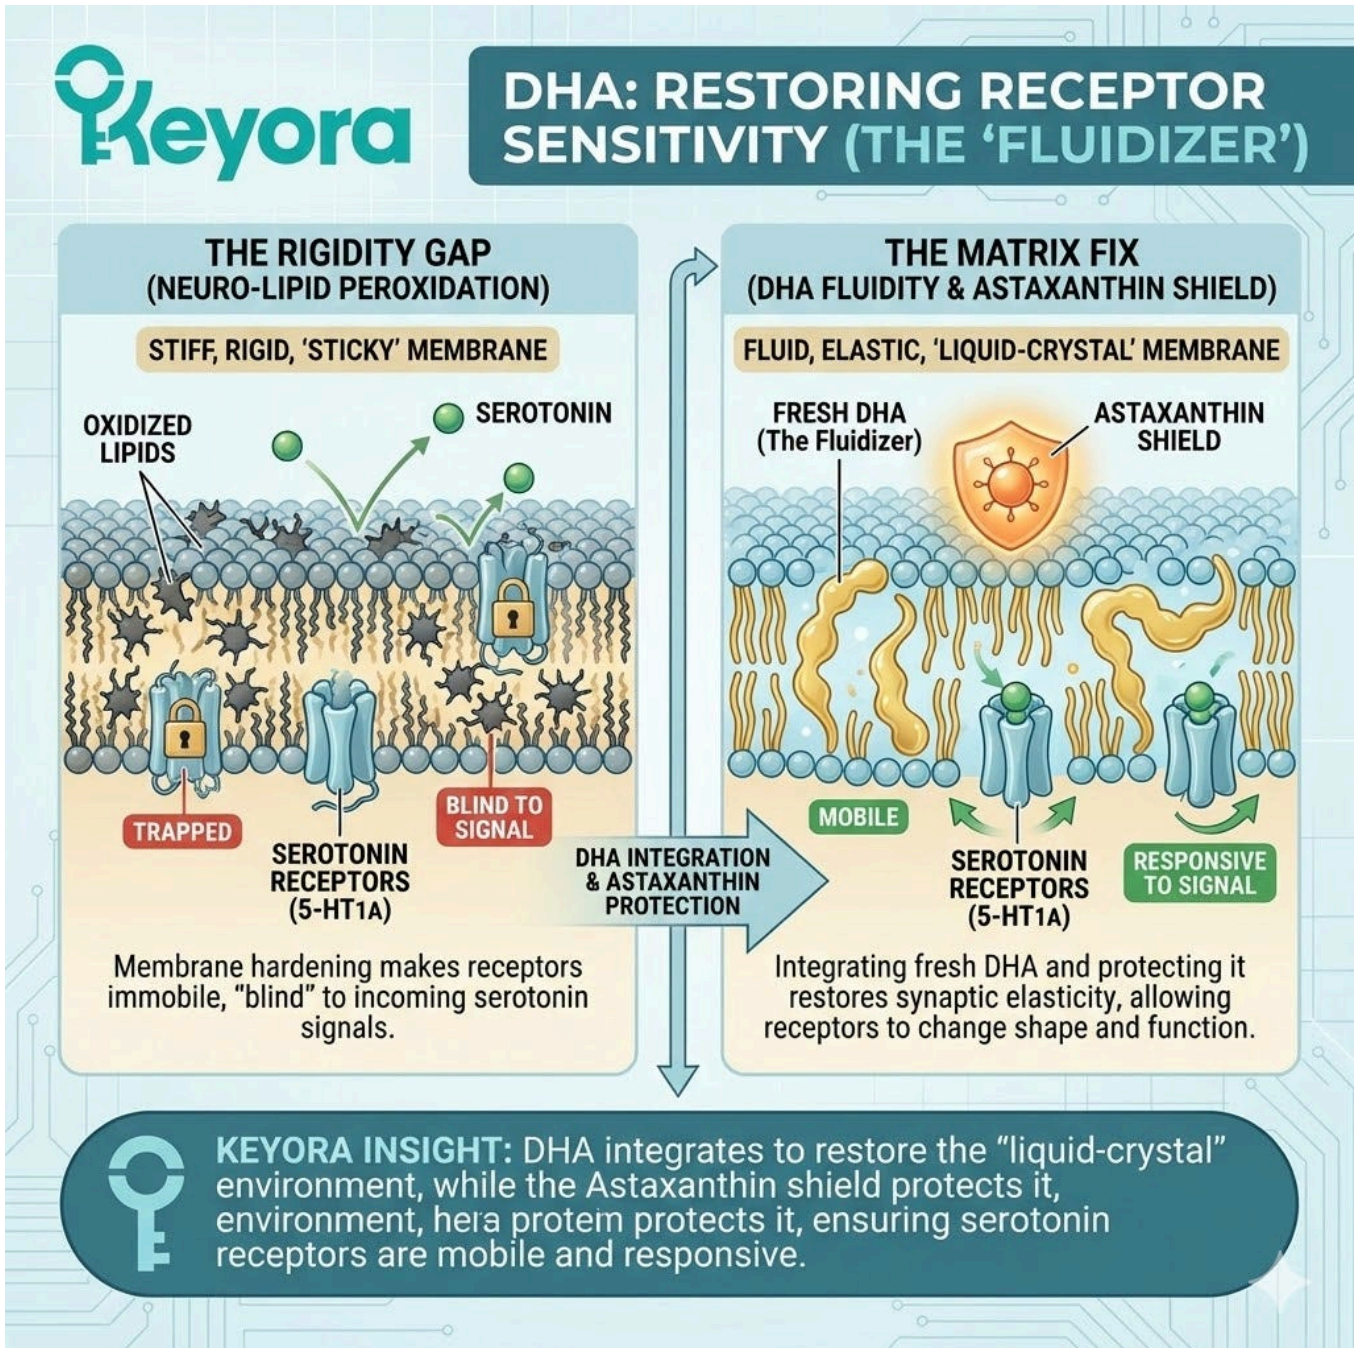 Keyora
DHA: RESTORING RECEPTOR
SENSITIVITY (THE ‘FLUIDIZER’)
THE RIGIDITY GAP
(NEURO-LIPID PEROXIDATION)
STIFF, RIGID, ‘STICKY’ MEMBRANE
OXIDIZED
LIPIDS
SEROTONIN
TRAPPED
BLIND TO
SIGNAL
SEROTONIN
RECEPTORS
(5-HT1A)
Membrane hardening makes receptors
immobile, “blind” to incoming serotonin
signals.
DHA INTEGRATION
& ASTAXANTHIN
PROTECTION
THE MATRIX FIX
(DHA FLUIDITY & ASTAXANTHIN SHIELD)
FLUID, ELASTIC, ‘LIQUID-CRYSTAL’ MEMBRANE
FRESH DHA
(The Fluidizer)
ASTAXANTHIN
SHIELD
MOBILE
SEROTONIN
RECEPTORS
(5-HT1A)
RESPONSIVE
TO SIGNAL
Integrating fresh DHA and protecting it
restores synaptic elasticity, allowing
receptors to change shape and function.
KEYORA INSIGHT: DHA integrates to restore the “liquid-crystal”
environment, while the Astaxanthin shield protects it,
environment, protects it, ensuring serotonin
receptors are mobile and responsive.